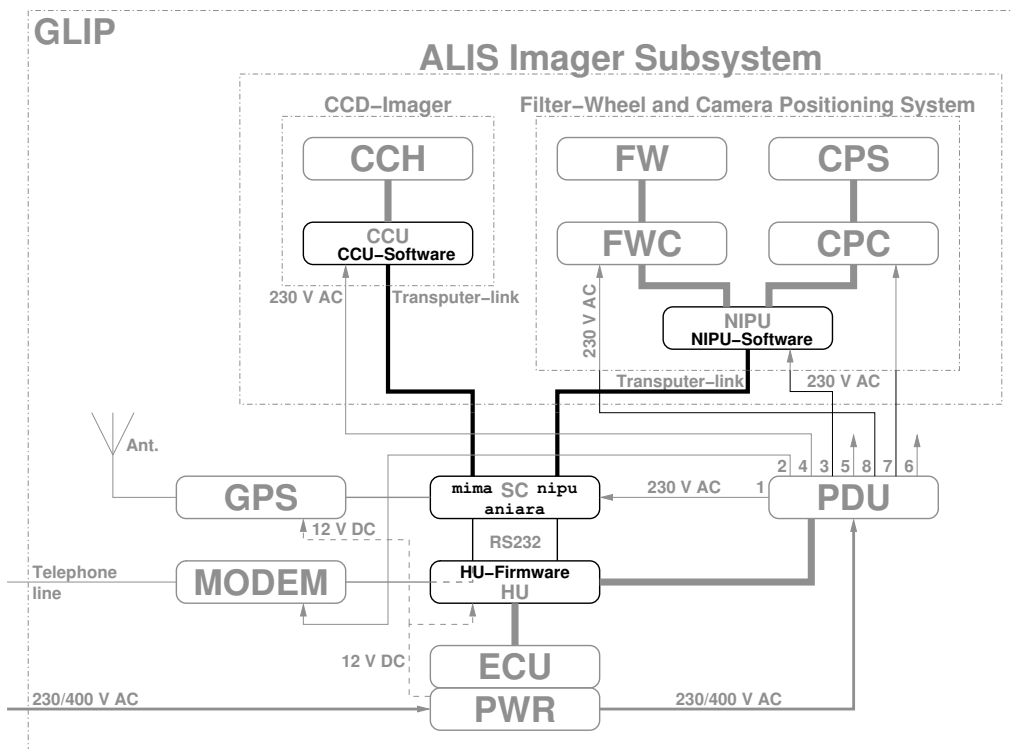 GLIP
ALIS Imager Subsystem
CCD−Imager
Filter−Wheel and Camera Positioning System
CCH
FW
CPS
CCU
CCU−Software
FWC
CPC
230 V AC
Transputer−link
230 V AC
NIPU
NIPU−Software
Transputer−link
230 V AC
Ant.
2 4 3 5 8 7 6
GPS
mima SC nipu
aniara
230 V AC
1
PDU
12 V DC
RS232
Telephone
line
MODEM
HU−Firmware
HU
12 V DC
ECU
230/400 V AC
PWR
230/400 V AC